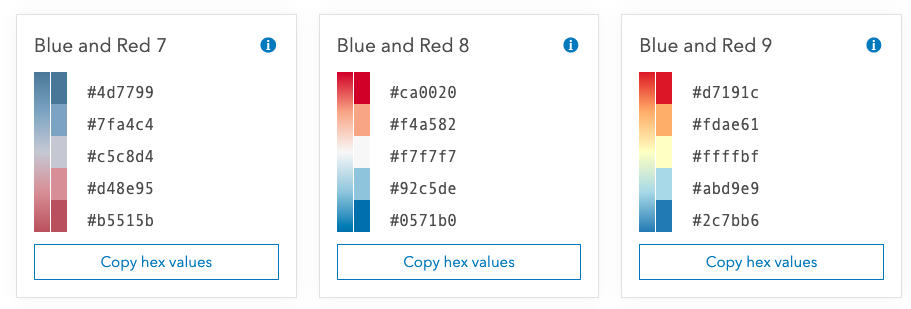 Blue and Red 7
#4d7799
#7fa4c4
#c5c8d4
#d48e95
#b5515b
Copy hex values
Blue and Red 8
#ca0020
#f4a582
#f7f7f7
#92c5de
#0571b0
Copy hex values
Blue and Red 9
#d7191c
#fdae61
#ffffbf
#abd9e9
#2c7bb6
Copy hex values